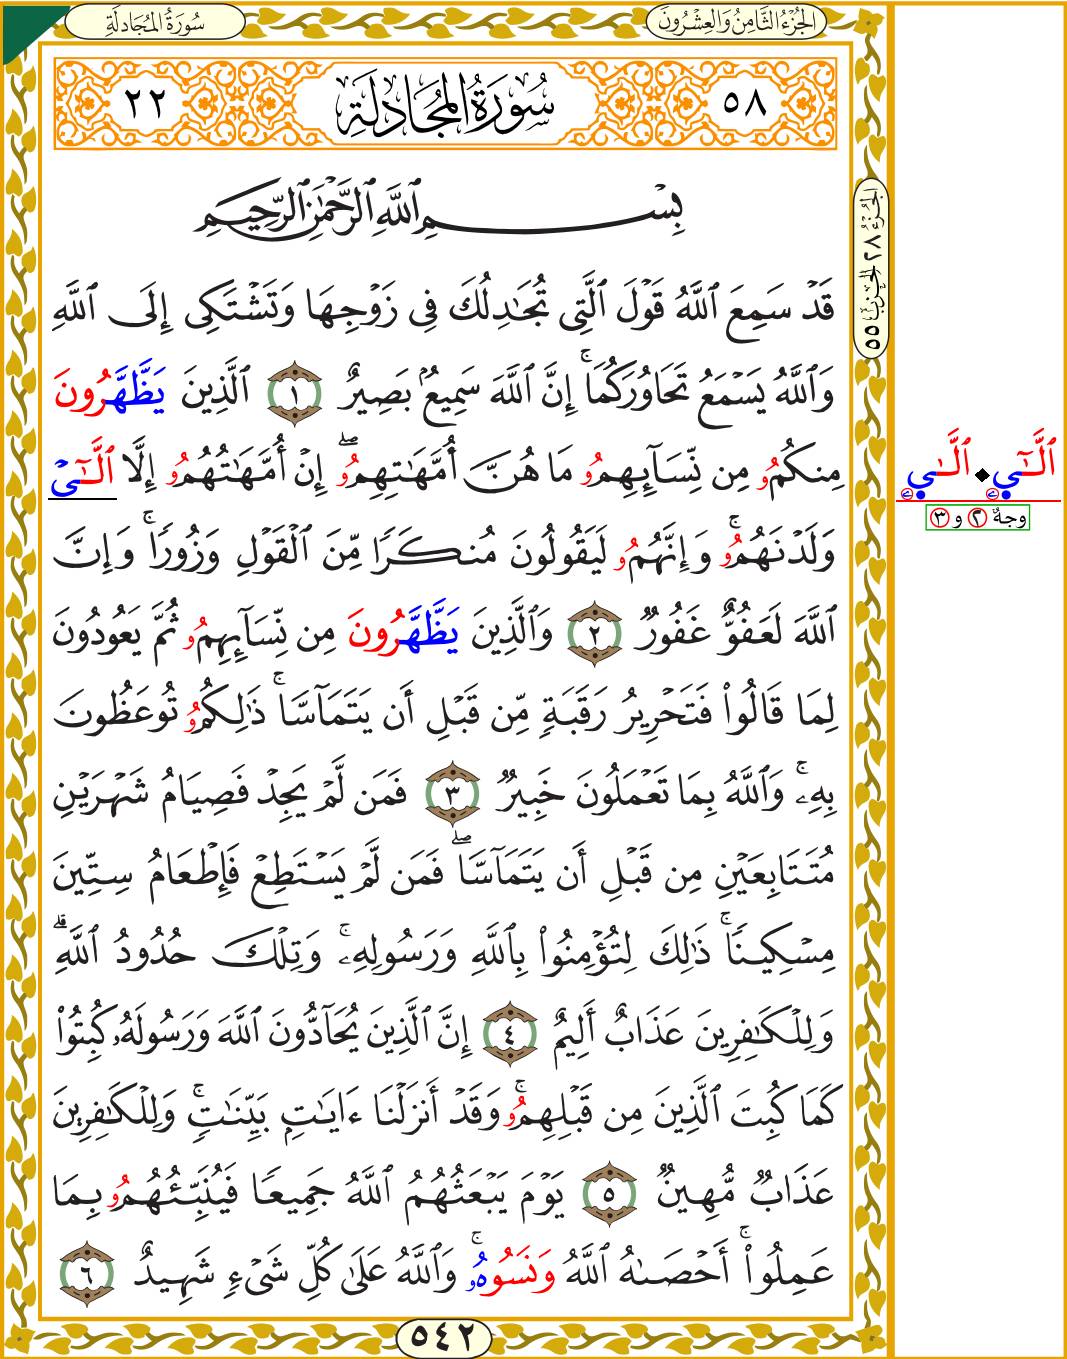 سُورَةُ المُجَادلَةِ
الجُزْءُ الثَّامِنُ وَالعِشْرُونَ
٢٢ سُورَةُ المُجَادلَةِ ٥٨
بِسْمِ ٱللَّهِ ٱلرَّحْمَٰنِ ٱلرَّحِيمِ
قَدْ سَمِعَ ٱللَّهُ قَوْلَ ٱلَّتِى تُجَٰدِلُكَ فِى زَوْجِهَا وَتَشْتَكِى إِلَى ٱللَّهِ
وَٱللَّهُ يَسْمَعُ تَحَاوُرَكُمَاۚ إِنَّ ٱللَّهَ سَمِيعُۢ بَصِيرٌ ١ ٱلَّذِينَ يَظَّهَّرُونَ
مِنكُمُۥ مِن نِّسَآئِهِمُۥ مَا هُنَّ أُمَّهَٰتِهِمُۥۖ إِنْ أُمَّهَٰتُهُمُۥ إِلَّا ٱلَّٰٓىْ
وَلَدْنَهُمُۥۚ وَإِنَّهُمُۥ لَيَقُولُونَ مُنكَرًا مِّنَ ٱلْقَوْلِ وَزُورًاۚ وَإِنَّ
ٱللَّهَ لَعَفُوٌّ غَفُورٌ ٢ وَٱلَّذِينَ يَظَّهَّرُونَ مِن نِّسَآئِهِمُۥ ثُمَّ يَعُودُونَ
لِمَا قَالُوا۟ فَتَحْرِيرُ رَقَبَةٍ مِّن قَبْلِ أَن يَتَمَآسَّاۚ ذَٰلِكُمُۥ تُوعَظُونَ
بِهِۦۚ وَٱللَّهُ بِمَا تَعْمَلُونَ خَبِيرٌ ٣ فَمَن لَّمْ يَجِدْ فَصِيَامُ شَهْرَيْنِ
مُتَتَابِعَيْنِ مِن قَبْلِ أَن يَتَمَآسَّاۖ فَمَن لَّمْ يَسْتَطِعْ فَإِطْعَامُ سِتِّينَ
مِسْكِينًاۚ ذَٰلِكَ لِتُؤْمِنُوا۟ بِٱللَّهِ وَرَسُولِهِۦۚ وَتِلْكَ حُدُودُ ٱللَّهِۗ
وَلِلْكَٰفِرِينَ عَذَابٌ أَلِيمٌ ٤ إِنَّ ٱلَّذِينَ يُحَآدُّونَ ٱللَّهَ وَرَسُولَهُۥ كُبِتُوا۟
كَمَا كُبِتَ ٱلَّذِينَ مِن قَبْلِهِمُۥۚ وَقَدْ أَنزَلْنَا ءَايَٰتٍۭ بَيِّنَٰتٍۚ وَلِلْكَٰفِرِينَ
عَذَابٌ مُّهِينٌ ٥ يَوْمَ يَبْعَثُهُمُ ٱللَّهُ جَمِيعًا فَيُنَبِّئُهُمُۥ بِمَا
عَمِلُوٓا۟ۚ أَحْصَىٰهُ ٱللَّهُ وَنَسُوهُۥۚ وَٱللَّهُ عَلَىٰ كُلِّ شَىْءٍ شَهِيدٌ ٦
٥٤٢
الجُزْءُ ٢٨ الحِزْبُ ٥٥
ٱلَّٰٓىِٕ ٱلَّٰىِٕ
وجهٌ ٢ و ٣